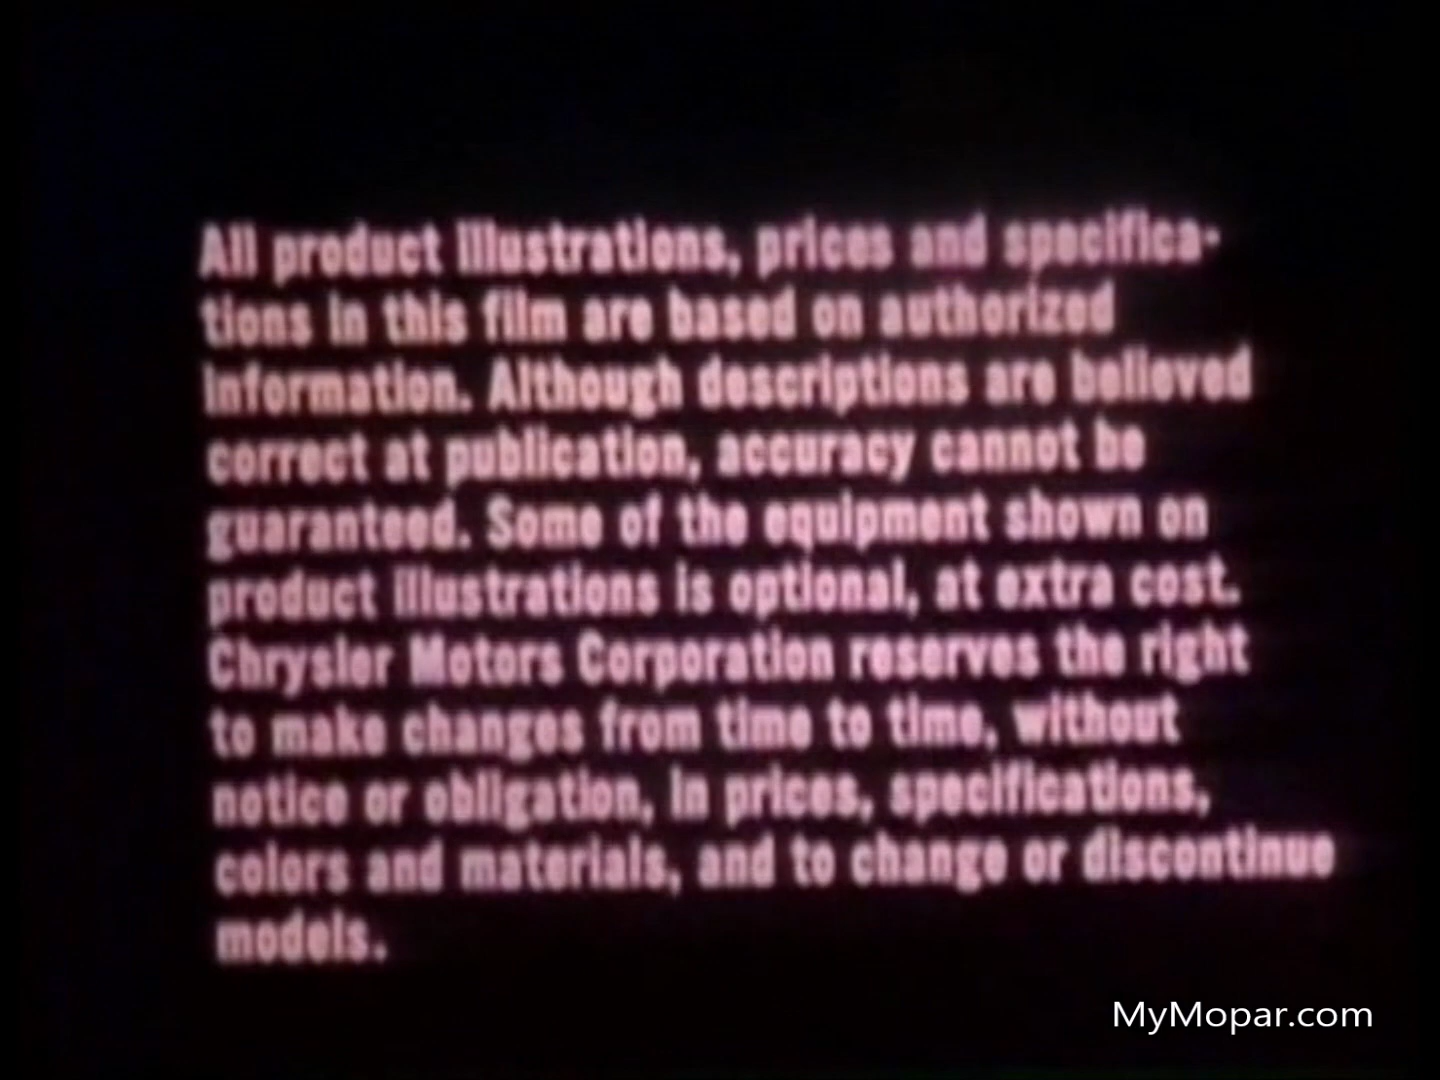 All product illustrations, prices and specifica-
tions in this film are based on authorized
information. Although descriptions are believed
correct at publication, accuracy cannot be
guaranteed. Some of the equipment shown on
product illustrations is optional, at extra cost.
Chrysler Motors Corporation reserves the right
to make changes from time to time, without
notice or obligation, in prices, specifications,
colors and materials, and to change or discontinue
models.
MyMopar.com